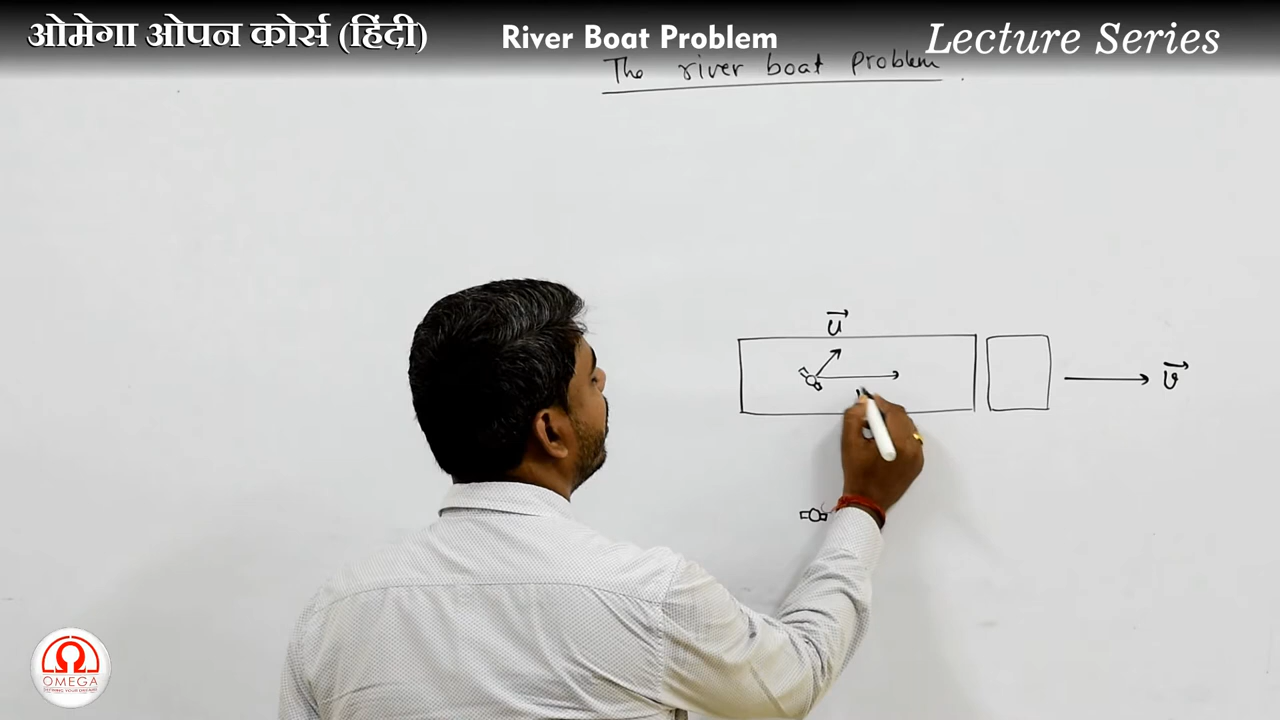 ओमेगा ओपन कोर्स (हिंदी)
River Boat Problem
Lecture Series
The river boat problem
u
v
OMEGA